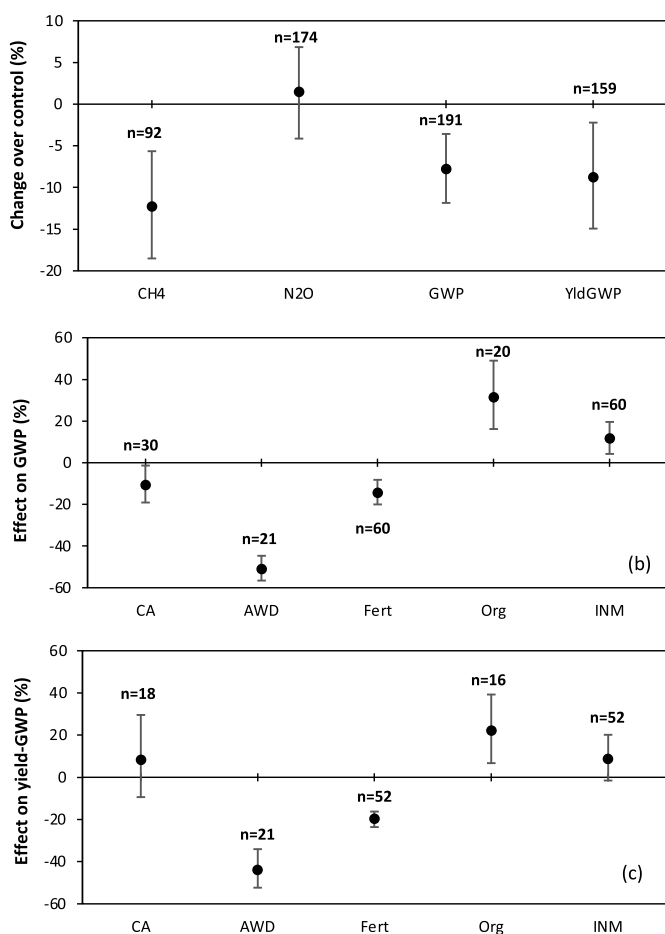 10
n=174
5
n=159
0
n=92
n=191
-5
-10
-15
-20
Change over control (%)
CH4 N2O GWP YldGWP
60
n=20
40
n=60
20
n=30
0
-20
n=21
n=60
-40
-60
(b)
Effect on GWP (%)
CA AWD Fert Org INM
60
n=16
40
n=18
n=52
20
0
n=52
-20
n=21
-40
-60
(c)
Effect on yield-GWP (%)
CA AWD Fert Org INM